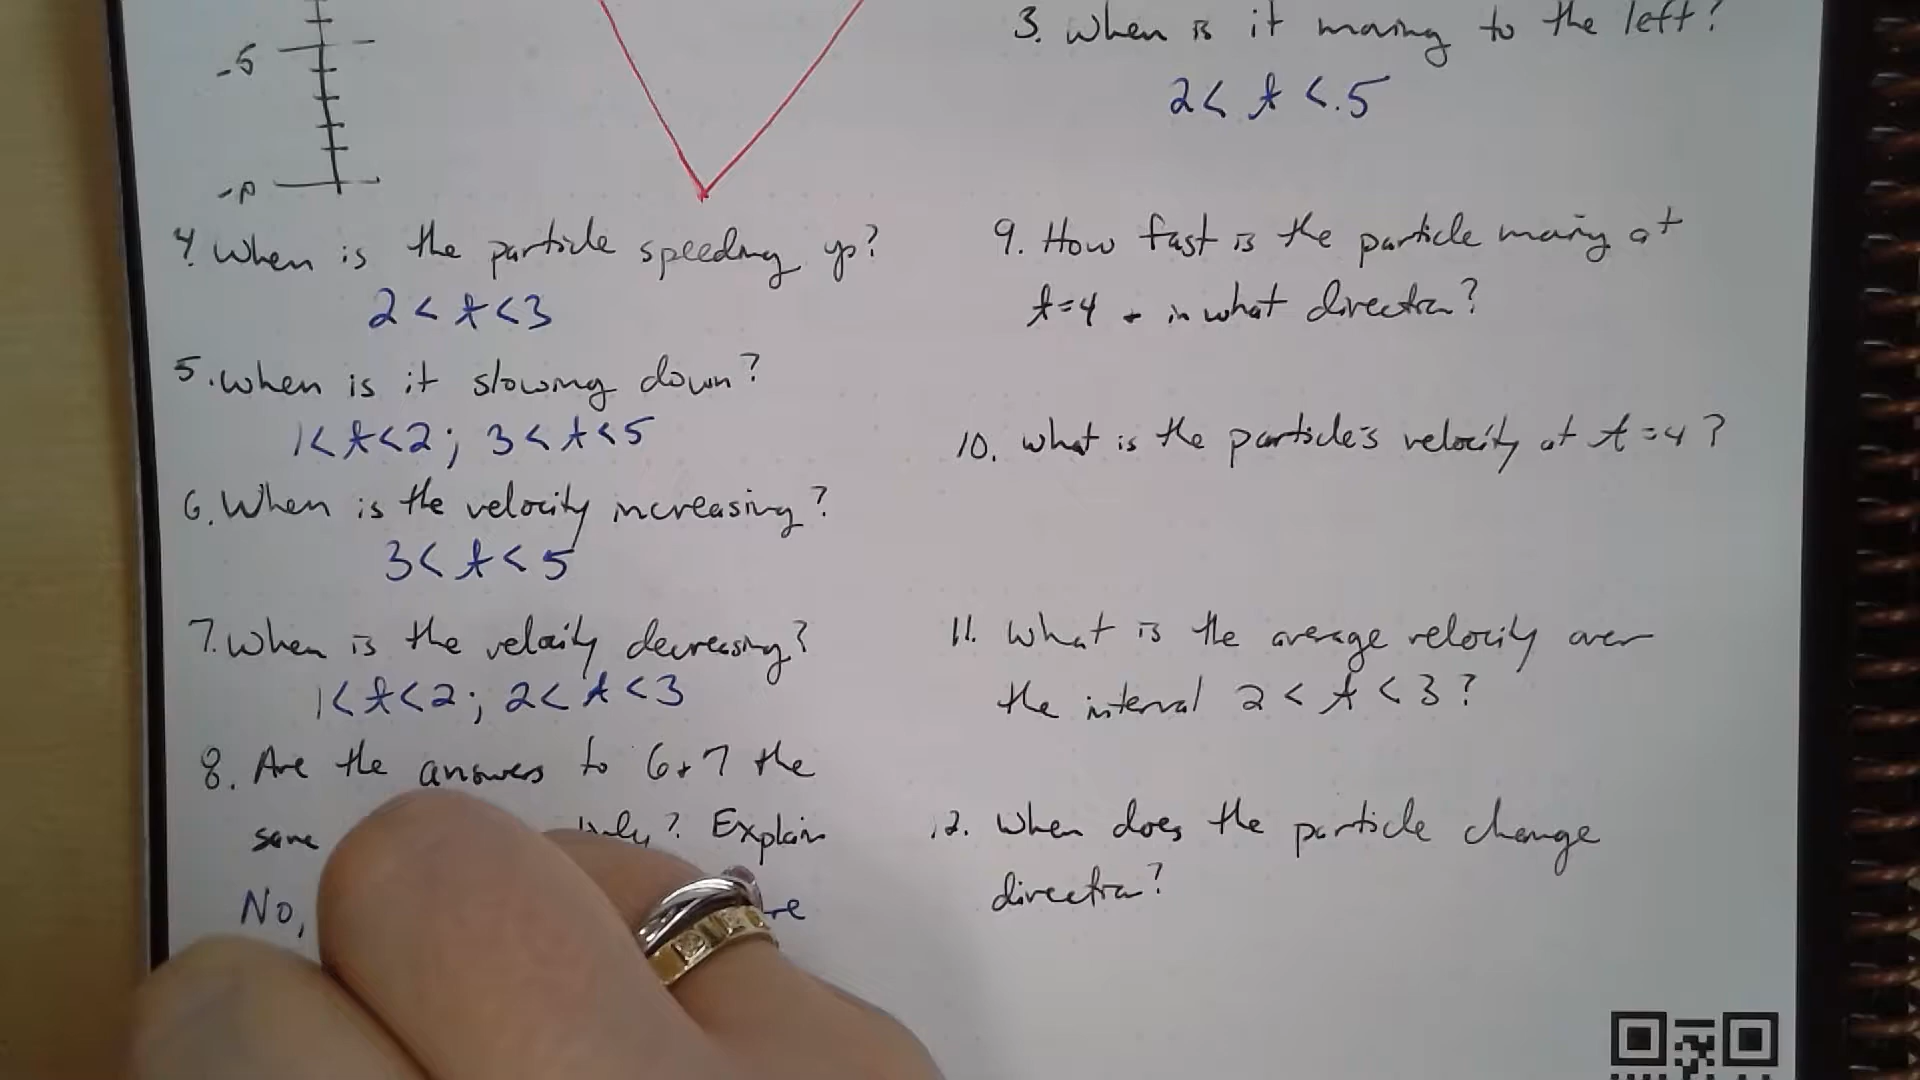 -5
3. When is it moving to the left?
2 < t < 5
-10
4. When is the particle speeding up?
2 < t < 3
5. When is it slowing down?
1 < t < 2 ; 3 < t < 5
6. When is the velocity increasing?
3 < t < 5
7. When is the velocity decreasing?
1 < t < 2 ; 2 < t < 3
8. Are the answers to 6 + 7 the
same ? Explain
No,
9. How fast is the particle moving at
t=4 + in what direction?
10. What is the particle's velocity at t=4?
11. What is the average velocity over
the interval 2 < t < 3?
12. When does the particle change
direction?